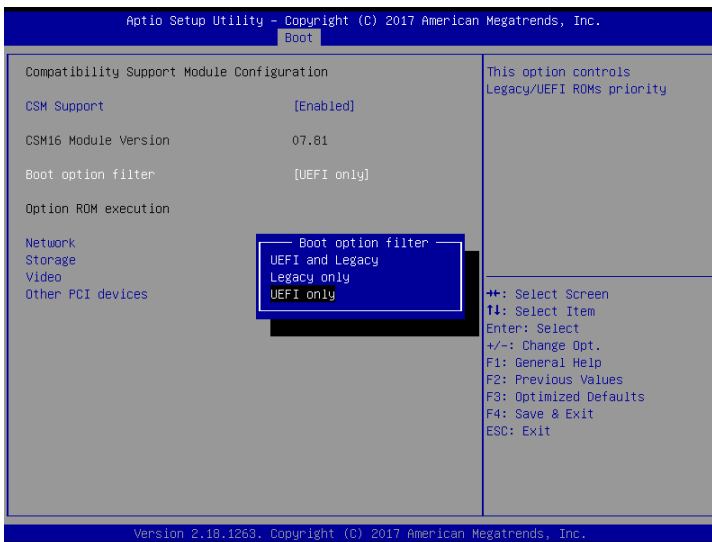 Aptio Setup Utility – Copyright (C) 2017 American Megatrends, Inc.
Boot
Compatibility Support Module Configuration
CSM Support [Enabled]
CSM16 Module Version 07.81
Boot option filter [UEFI only]
Option ROM execution
Network
Storage
Video
Other PCI devices
Boot option filter
UEFI and Legacy
Legacy only
UEFI only
This option controls
Legacy/UEFI ROMs priority
→←: Select Screen
↑↓: Select Item
Enter: Select
+/-: Change Opt.
F1: General Help
F2: Previous Values
F3: Optimized Defaults
F4: Save & Exit
ESC: Exit
Version 2.18.1263. Copyright (C) 2017 American Megatrends, Inc.